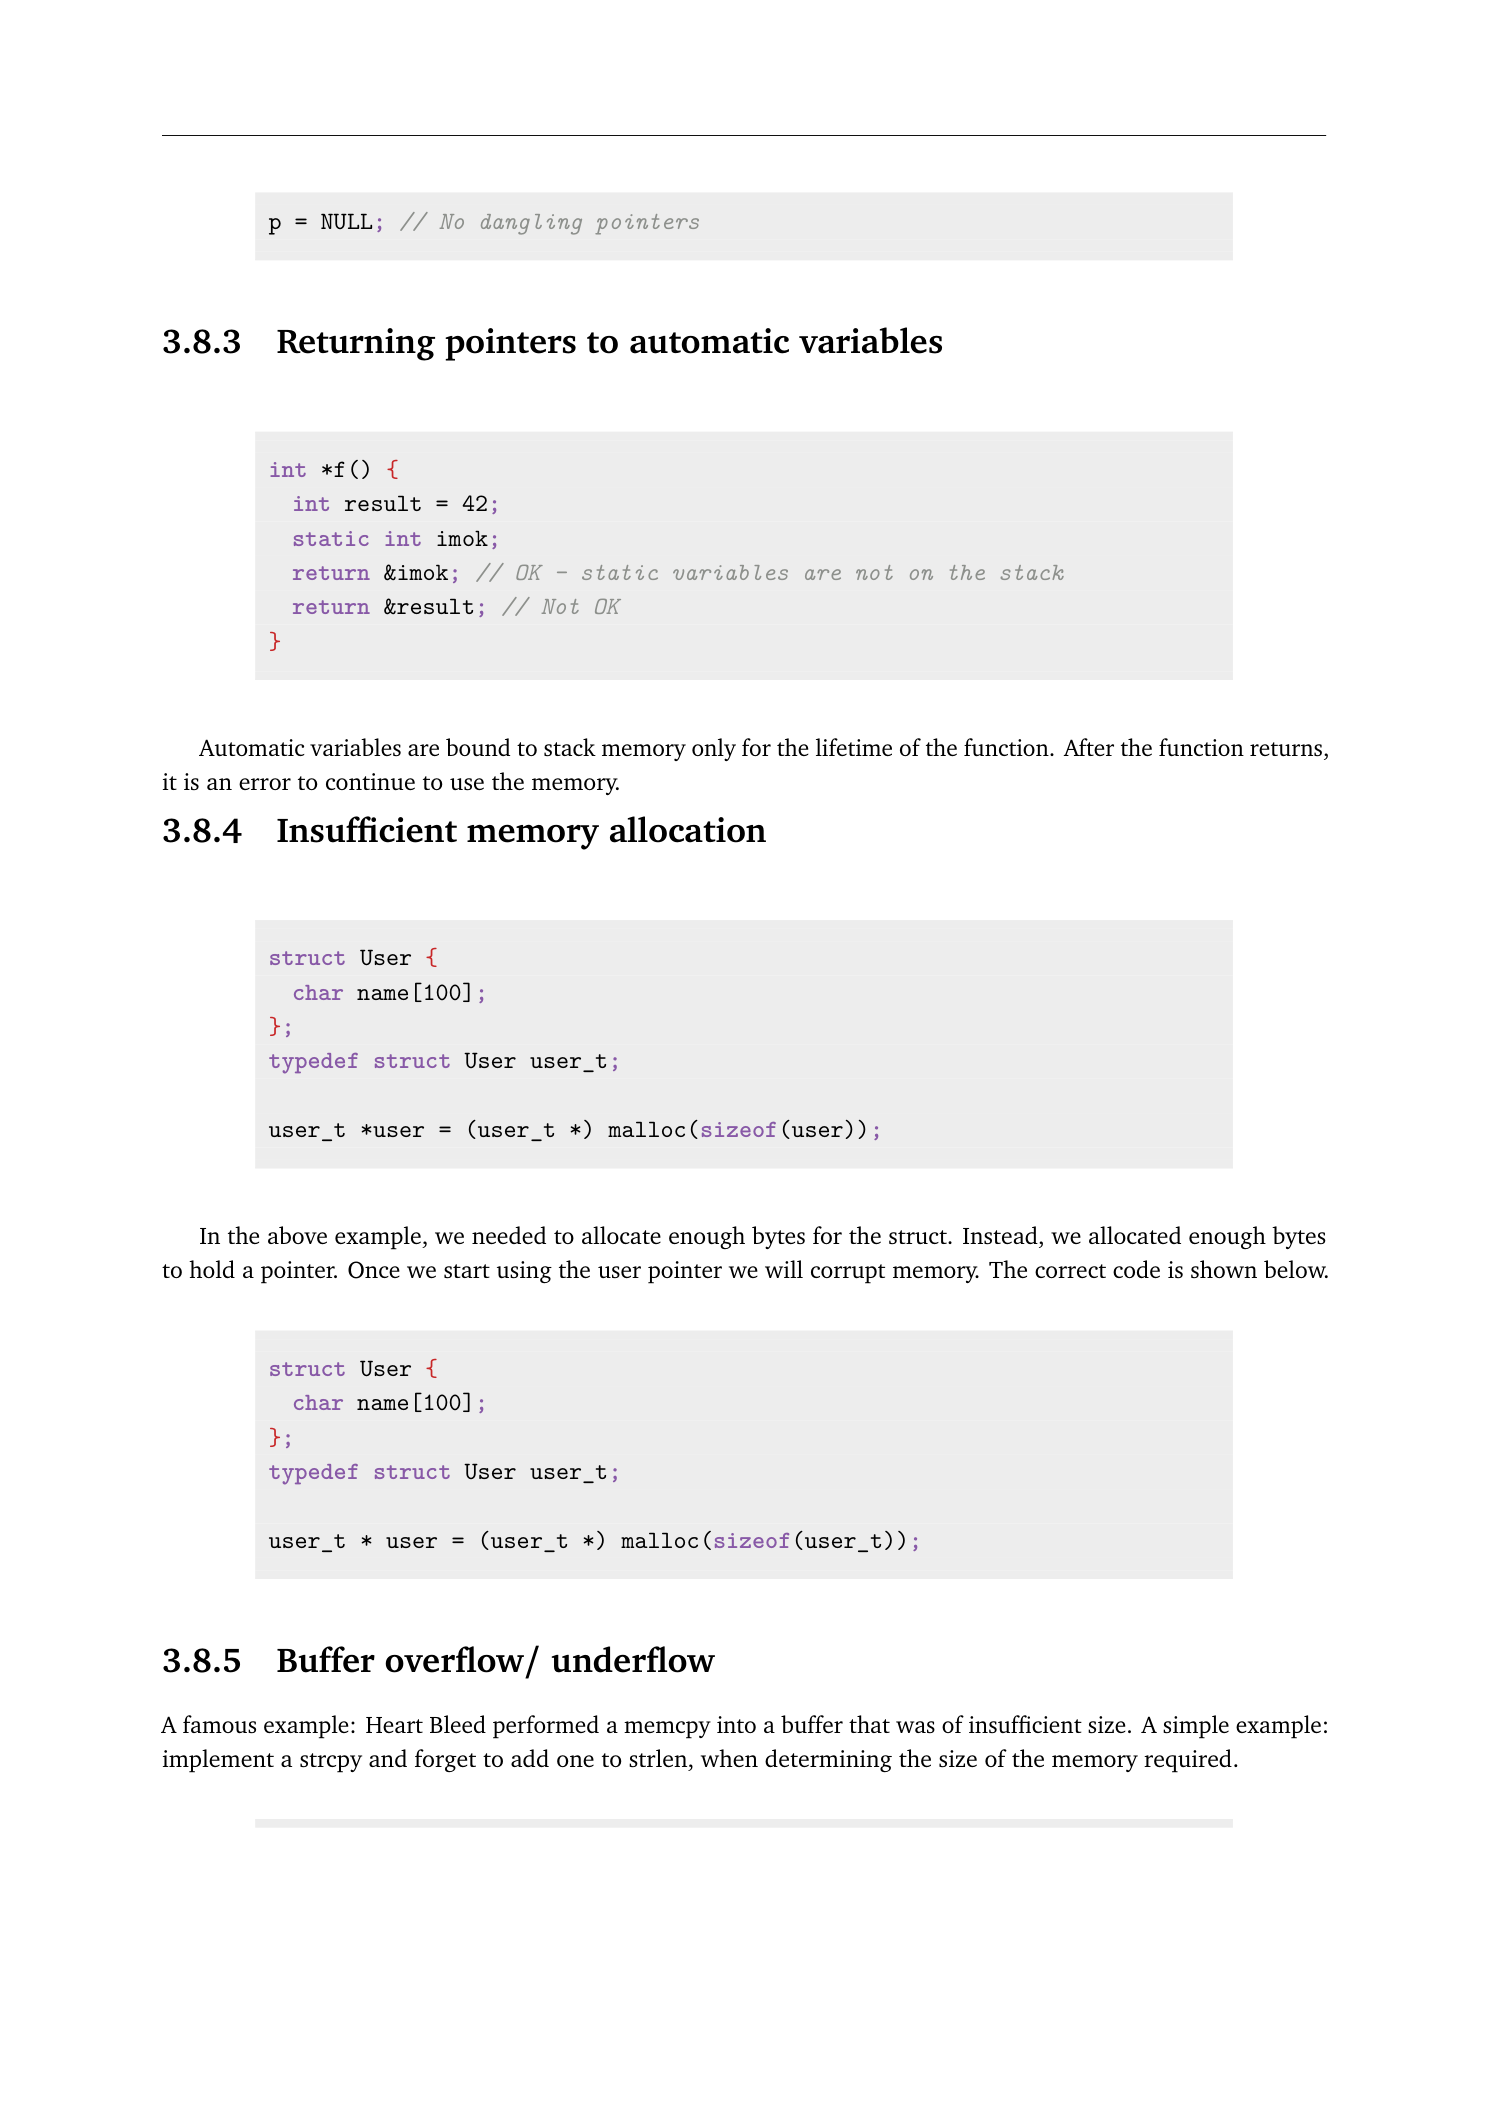 p = NULL; // No dangling pointers
3.8.3 Returning pointers to automatic variables
int *f() {
  int result = 42;
  static int imok;
  return &imok; // OK - static variables are not on the stack
  return &result; // Not OK
}
Automatic variables are bound to stack memory only for the lifetime of the function. After the function returns,
it is an error to continue to use the memory.
3.8.4 Insufficient memory allocation
struct User {
  char name[100];
};
typedef struct User user_t;
user_t *user = (user_t *) malloc(sizeof(user));
In the above example, we needed to allocate enough bytes for the struct. Instead, we allocated enough bytes
to hold a pointer. Once we start using the user pointer we will corrupt memory. The correct code is shown below.
struct User {
  char name[100];
};
typedef struct User user_t;
user_t * user = (user_t *) malloc(sizeof(user_t));
3.8.5 Buffer overflow/ underflow
A famous example: Heart Bleed performed a memcpy into a buffer that was of insufficient size. A simple example:
implement a strcpy and forget to add one to strlen, when determining the size of the memory required.